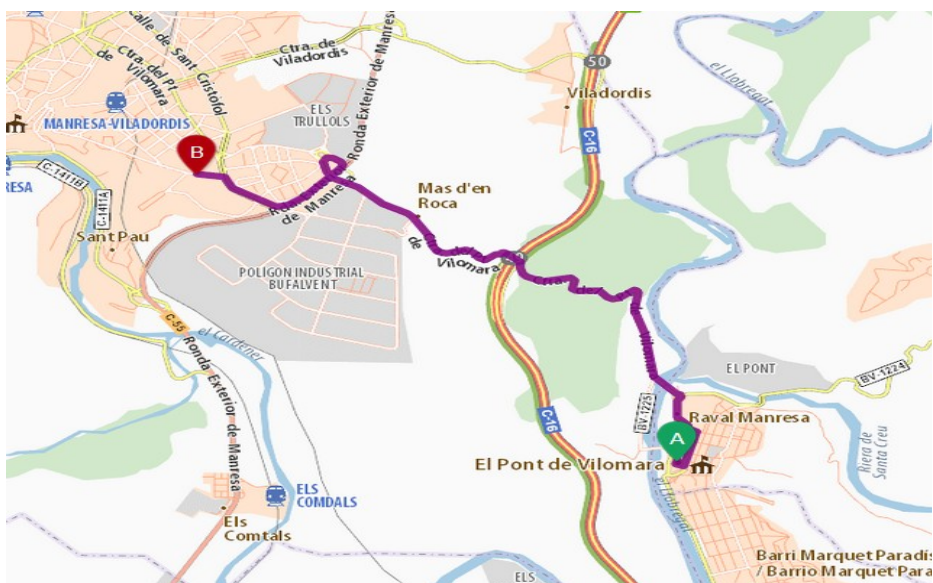 Calle de Sant Cristòfol
Ctra. del Pt
de Vilomara
Ctra. de
Viladordis
MANRESA-VILADORDIS
ELS
TRULLOLS
Ronda Exterior de Manresa
50
Viladordis
el Llobregat
C-16
B
C-1411B
C-1411A
RESA
Mas d'en
Roca
de Manresa
Sant Pau
de
Vilomara
POLÍGON INDUSTRIAL
BUFALVENT
C-55
el Cardener
Ronda Exterior de Manresa
EL PONT
BV-1224
BV-1225
Raval Manresa
A
C-16
El Pont de Vilomara
Riera de
Santa Creu
el Llobregat
ELS
COMDALS
Els
Comtals
ELS
Barri Marquet Paradís
/ Barrio Marquet Para